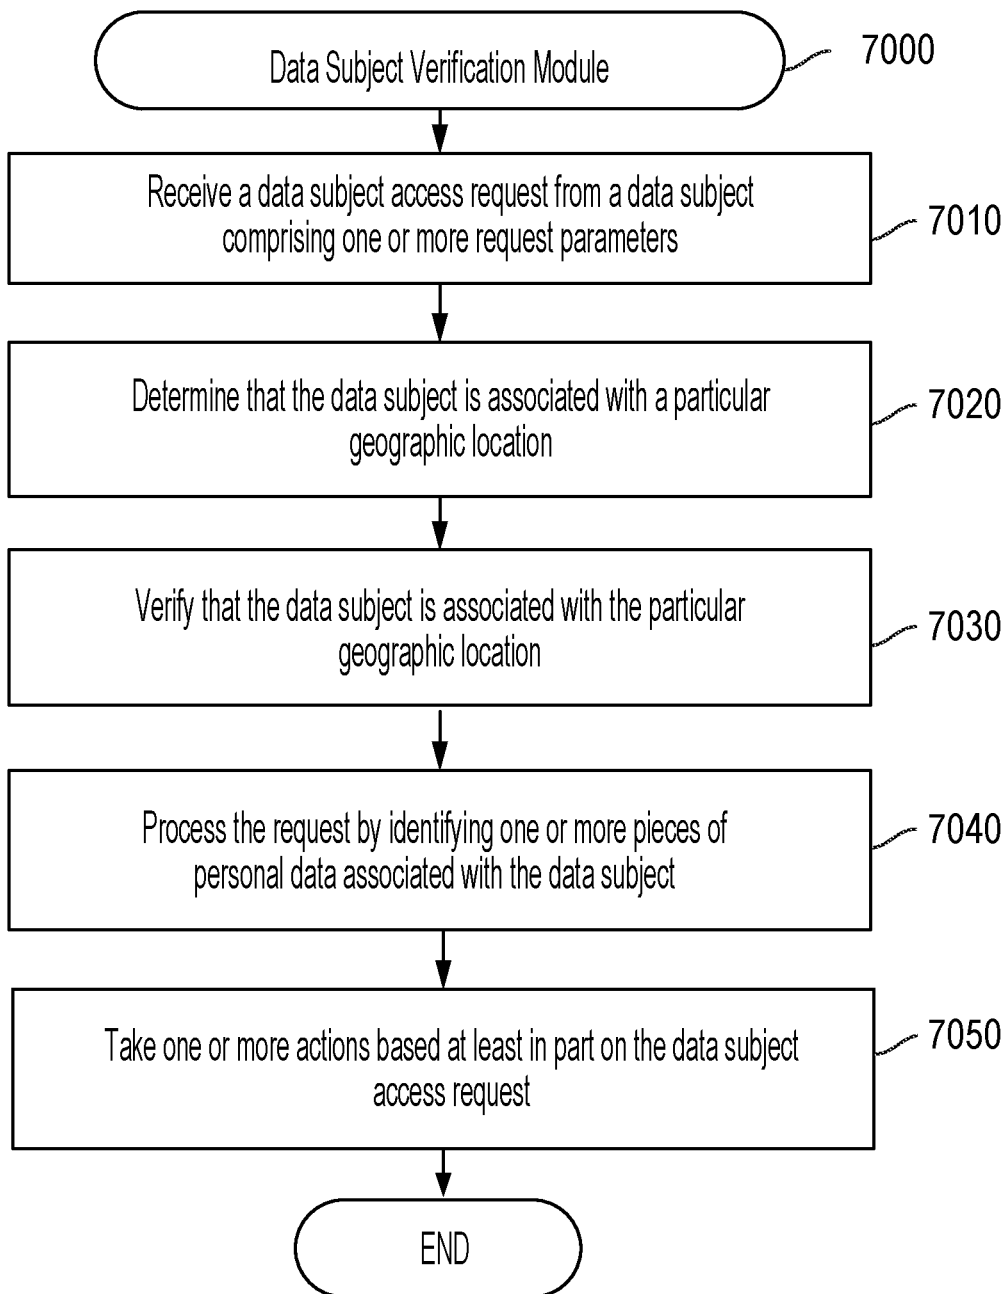 Data Subject Verification Module
7000
Receive a data subject access request from a data subject
comprising one or more request parameters
7010
Determine that the data subject is associated with a particular
geographic location
7020
Verify that the data subject is associated with the particular
geographic location
7030
Process the request by identifying one or more pieces of
personal data associated with the data subject
7040
Take one or more actions based at least in part on the data subject
access request
7050
END